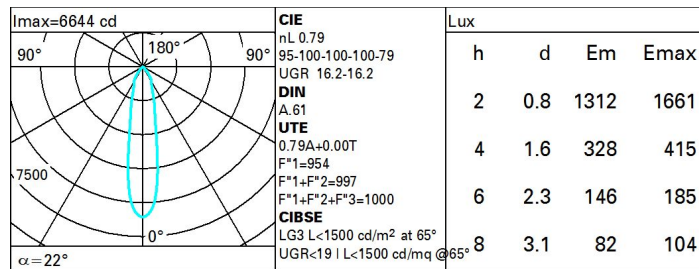 Imax=6644 cd
90°
180°
90°
7500
0°
α=22°
CIE
nL 0.79
95-100-100-100-79
UGR 16.2-16.2
DIN
A.61
UTE
0.79A+0.00T
F"1=954
F"1+F"2=997
F"1+F"2+F"3=1000
CIBSE
LG3 L<1500 cd/m² at 65°
UGR<19 | L<1500 cd/mq @65°
Lux
h d Em Emax
2 0.8 1312 1661
4 1.6 328 415
6 2.3 146 185
8 3.1 82 104